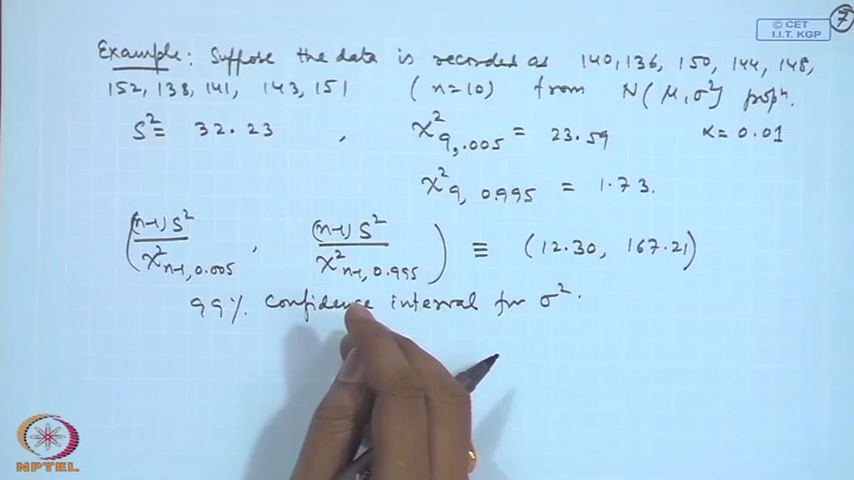 © CET
I.I.T. KGP
7
Example: Suppose the data is recorded as 140, 136, 150, 144, 148,
152, 138, 141, 143, 151 (n=10) from N(μ, σ²) popⁿ.
S² = 32.23, χ²₉,.₀₀₅ = 23.59 α = 0.01
χ²₉, ₀.₉₉₅ = 1.73.
((n-1)S²/χ²ₙ₋₁, ₀.₀₀₅, (n-1)S²/χ²ₙ₋₁, ₀.₉₉₅) ≡ (12.30, 167.21)
99% confidence interval for σ².
NPTEL